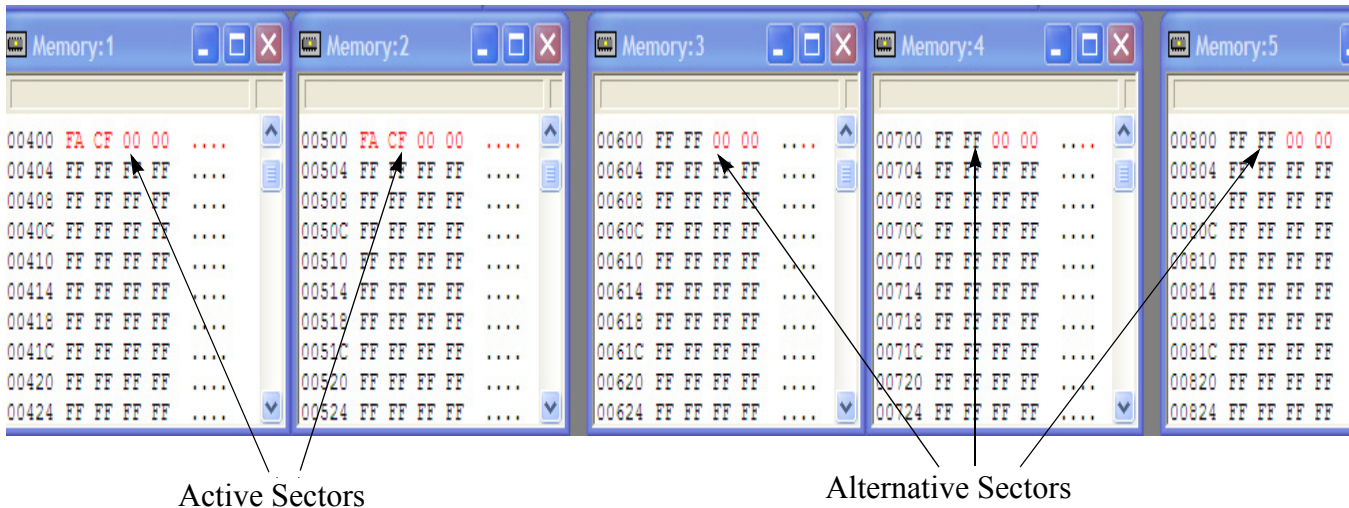 Memory:1
00400 FA CF 00 00 ....
00404 FF FF FF FF ....
00408 FF FF FF FF ....
0040C FF FF FF FF ....
00410 FF FF FF FF ....
00414 FF FF FF FF ....
00418 FF FF FF FF ....
0041C FF FF FF FF ....
00420 FF FF FF FF ....
00424 FF FF FF FF ....
Memory:2
00500 FA CF 00 00 ....
00504 FF FF FF FF ....
00508 FF FF FF FF ....
0050C FF FF FF FF ....
00510 FF FF FF FF ....
00514 FF FF FF FF ....
00518 FF FF FF FF ....
0051C FF FF FF FF ....
00520 FF FF FF FF ....
00524 FF FF FF FF ....
Memory:3
00600 FF FF 00 00 ....
00604 FF FF FF FF ....
00608 FF FF FF FF ....
0060C FF FF FF FF ....
00610 FF FF FF FF ....
00614 FF FF FF FF ....
00618 FF FF FF FF ....
0061C FF FF FF FF ....
00620 FF FF FF FF ....
00624 FF FF FF FF ....
Memory:4
00700 FF FF 00 00 ....
00704 FF FF FF FF ....
00708 FF FF FF FF ....
0070C FF FF FF FF ....
00710 FF FF FF FF ....
00714 FF FF FF FF ....
00718 FF FF FF FF ....
0071C FF FF FF FF ....
00720 FF FF FF FF ....
00724 FF FF FF FF ....
Memory:5
00800 FF FF 00 00
00804 FF FF FF FF
00808 FF FF FF FF
0080C FF FF FF FF
00810 FF FF FF FF
00814 FF FF FF FF
00818 FF FF FF FF
0081C FF FF FF FF
00820 FF FF FF FF
00824 FF FF FF FF
Active Sectors
Alternative Sectors